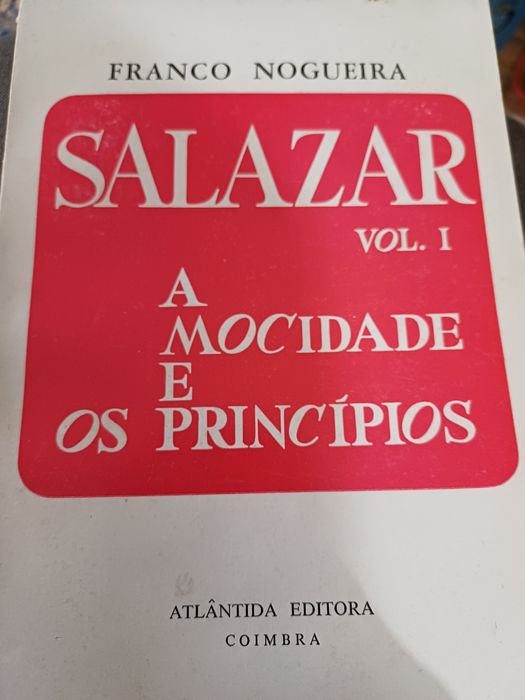 FRANCO NOGUEIRA
SALAZAR
VOL. I
A
MOCIDADE
E
OS PRINCÍPIOS
ATLÂNTIDA EDITORA
COIMBRA